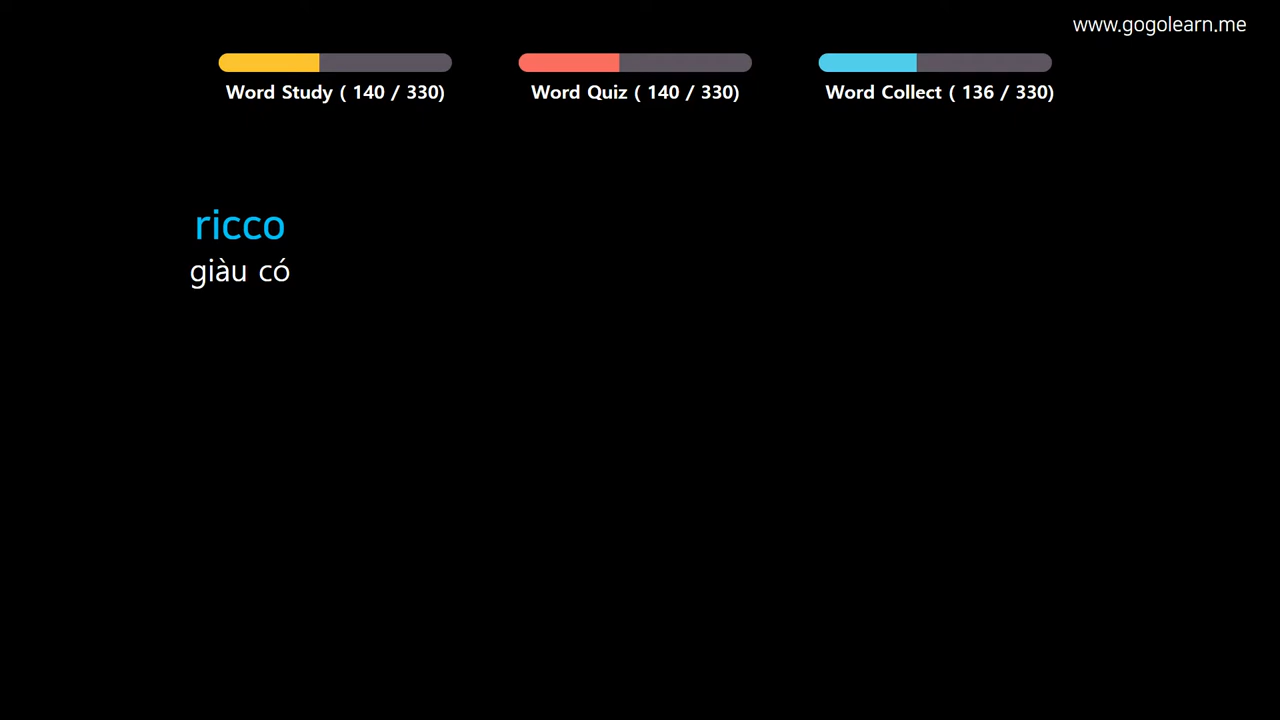 www.gogolearn.me
Word Study ( 140 / 330)
Word Quiz ( 140 / 330)
Word Collect ( 136 / 330)
ricco
giàu có